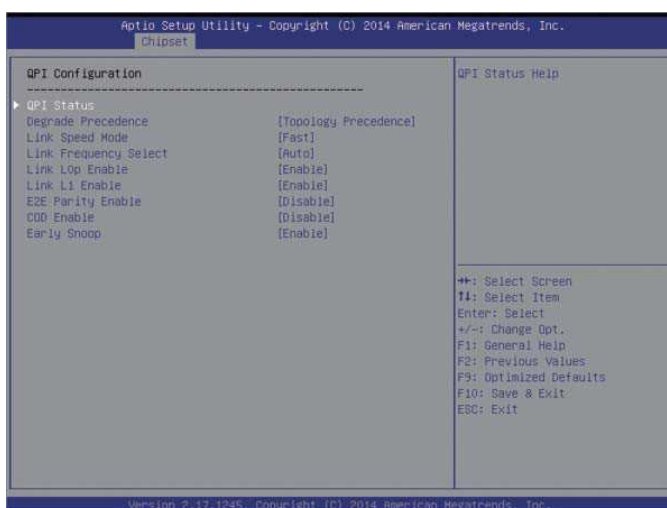 Aptio Setup Utility – Copyright (C) 2014 American Megatrends, Inc.
Chipset
QPI Configuration
QPI Status
Degrade Precedence [Topology Precedence]
Link Speed Mode [Fast]
Link Frequency Select [Auto]
Link L0p Enable [Enable]
Link L1 Enable [Enable]
E2E Parity Enable [Disable]
COD Enable [Disable]
Early Snoop [Enable]
QPI Status Help
→←: Select Screen
↑↓: Select Item
Enter: Select
+/-: Change Opt.
F1: General Help
F2: Previous Values
F9: Optimized Defaults
F10: Save & Exit
ESC: Exit
Version 2.17.1245. Copyright (C) 2014 American Megatrends, Inc.